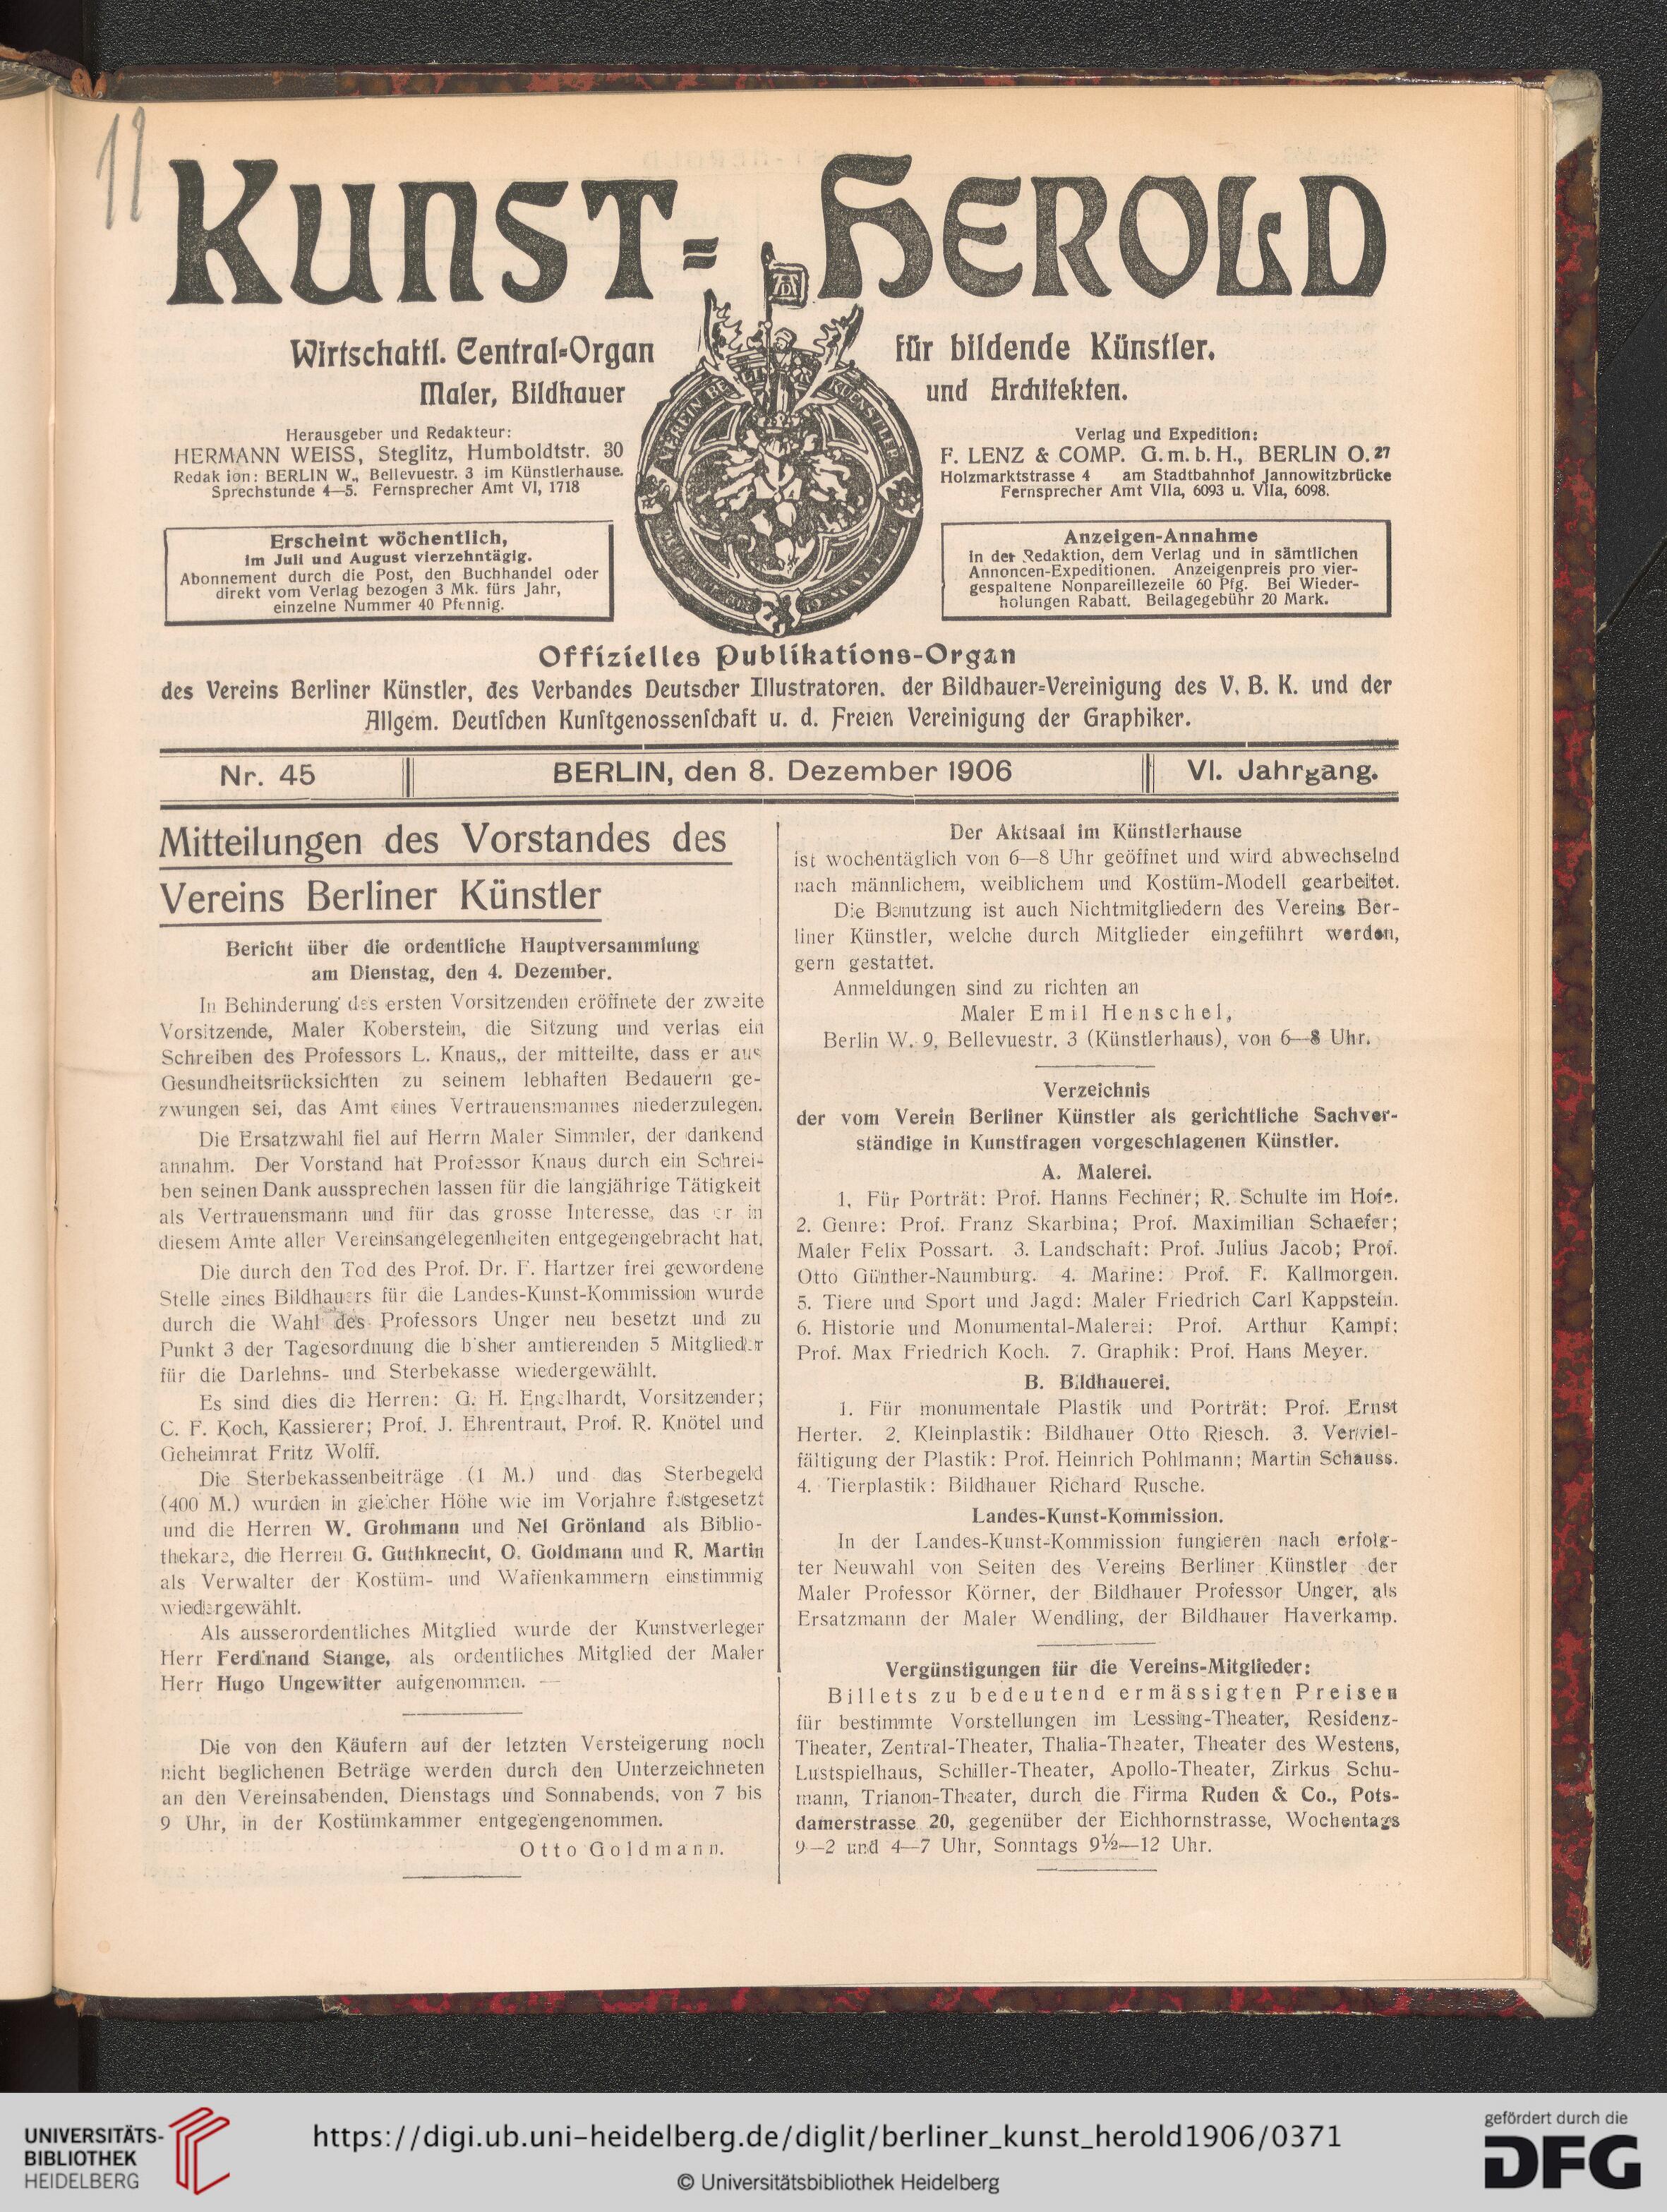 11
KUNST=HEROLD
Wirtschaftl. Central=Organ für bildende Künstler.
Maler, Bildhauer und Architekten.
Herausgeber und Redakteur:
HERMANN WEISS, Steglitz, Humboldtstr. 30
Redak ion: BERLIN W., Bellevuestr. 3 im Künstlerhause.
Sprechstunde 4—5. Fernsprecher Amt VI, 1718
Verlag und Expedition:
F. LENZ & COMP. G. m. b. H., BERLIN O. 27
Holzmarktstrasse 4 am Stadtbahnhof Jannowitzbrücke
Fernsprecher Amt VIIa, 6093 u. VIIa, 6098.
Erscheint wöchentlich,
im Juli und August vierzehntägig.
Abonnement durch die Post, den Buchhandel oder
direkt vom Verlag bezogen 3 Mk. fürs Jahr,
einzelne Nummer 40 Pfennig.
VEREIN BERLINER KUENSTLER
Anzeigen-Annahme
in der Redaktion, dem Verlag und in sämtlichen
Annoncen-Expeditionen. Anzeigenpreis pro vier-
gespaltene Nonpareillezeile 60 Pfg. Bei Wieder-
holungen Rabatt. Beilagegebühr 20 Mark.
Offizielles Publikations-Organ
des Vereins Berliner Künstler, des Verbandes Deutscher Illustratoren, der Bildhauer=Vereinigung des V. B. K. und der
Allgem. Deutſchen Kunſtgenossenſchaft u. d. Freien Vereinigung der Graphiker.
Nr. 45 BERLIN, den 8. Dezember 1906 VI. Jahrgang.
Mitteilungen des Vorstandes des
Vereins Berliner Künstler
Bericht über die ordentliche Hauptversammlung
am Dienstag, den 4. Dezember.
In Behinderung des ersten Vorsitzenden eröffnete der zweite
Vorsitzende, Maler Koberstein, die Sitzung und verlas ein
Schreiben des Professors L. Knaus,, der mitteilte, dass er aus
Gesundheitsrücksichten zu seinem lebhaften Bedauern ge-
zwungen sei, das Amt eines Vertrauensmannes niederzulegen.
Die Ersatzwahl fiel auf Herrn Maler Simmler, der dankend
annahm. Der Vorstand hat Professor Knaus durch ein Schrei-
ben seinen Dank aussprechen lassen für die langjährige Tätigkeit
als Vertrauensmann und für das grosse Interesse, das er in
diesem Amte aller Vereinsangelegenheiten entgegengebracht hat.
Die durch den Tod des Prof. Dr. F. Hartzer frei gewordene
Stelle eines Bildhauers für die Landes-Kunst-Kommission wurde
durch die Wahl des Professors Unger neu besetzt und zu
Punkt 3 der Tagesordnung die bisher amtierenden 5 Mitglieder
für die Darlehns- und Sterbekasse wiedergewählt.
Es sind dies die Herren: G. H. Engelhardt, Vorsitzender;
C. F. Koch, Kassierer; Prof. J. Ehrentraut, Prof. R. Knötel und
Geheimrat Fritz Wolff.
Die Sterbekassenbeiträge (1 M.) und das Sterbegeld
(400 M.) wurden in gleicher Höhe wie im Vorjahre festgesetzt
und die Herren W. Grohmann und Nel Grönland als Biblio-
thekare, die Herren G. Guthknecht, O. Goldmann und R. Martin
als Verwalter der Kostüm- und Waffenkammern einstimmig
wiedergewählt.
Als ausserordentliches Mitglied wurde der Kunstverleger
Herr Ferdinand Stange, als ordentliches Mitglied der Maler
Herr Hugo Ungewitter aufgenommen. —
Die von den Käufern auf der letzten Versteigerung noch
nicht beglichenen Beträge werden durch den Unterzeichneten
an den Vereinsabenden, Dienstags und Sonnabends, von 7 bis
9 Uhr, in der Kostümkammer entgegengenommen.
Otto Goldmann.
Der Aktsaal im Künstlerhause
ist wochentäglich von 6—8 Uhr geöffnet und wird abwechselnd
nach männlichem, weiblichem und Kostüm-Modell gearbeitet.
Die Benutzung ist auch Nichtmitgliedern des Vereins Ber-
liner Künstler, welche durch Mitglieder eingeführt werden,
gern gestattet.
Anmeldungen sind zu richten an
Maler Emil Henschel,
Berlin W. 9, Bellevuestr. 3 (Künstlerhaus), von 6—8 Uhr.
Verzeichnis
der vom Verein Berliner Künstler als gerichtliche Sachver-
ständige in Kunstfragen vorgeschlagenen Künstler.
A. Malerei.
1. Für Porträt: Prof. Hanns Fechner; R. Schulte im Hofe.
2. Genre: Prof. Franz Skarbina; Prof. Maximilian Schaefer;
Maler Felix Possart. 3. Landschaft: Prof. Julius Jacob; Prof.
Otto Günther-Naumburg. 4. Marine: Prof. F. Kallmorgen.
5. Tiere und Sport und Jagd: Maler Friedrich Carl Kappstein.
6. Historie und Monumental-Malerei: Prof. Arthur Kampf;
Prof. Max Friedrich Koch. 7. Graphik: Prof. Hans Meyer.
B. Bildhauerei.
1. Für monumentale Plastik und Porträt: Prof. Ernst
Herter. 2. Kleinplastik: Bildhauer Otto Riesch. 3. Verviel-
fältigung der Plastik: Prof. Heinrich Pohlmann; Martin Schauss.
4. Tierplastik: Bildhauer Richard Rusche.
Landes-Kunst-Kommission.
In der Landes-Kunst-Kommission fungieren nach erfolg-
ter Neuwahl von Seiten des Vereins Berliner Künstler der
Maler Professor Körner, der Bildhauer Professor Unger, als
Ersatzmann der Maler Wendling, der Bildhauer Haverkamp.
Vergünstigungen für die Vereins-Mitglieder:
Billets zu bedeutend ermässigten Preisen
für bestimmte Vorstellungen im Lessing-Theater, Residenz-
Theater, Zentral-Theater, Thalia-Theater, Theater des Westens,
Lustspielhaus, Schiller-Theater, Apollo-Theater, Zirkus Schu-
mann, Trianon-Theater, durch die Firma Ruden & Co., Pots-
damerstrasse 20, gegenüber der Eichhornstrasse, Wochentags
9—2 und 4—7 Uhr, Sonntags 9½—12 Uhr.
UNIVERSITÄTS-
BIBLIOTHEK
HEIDELBERG
https://digi.ub.uni-heidelberg.de/diglit/berliner_kunst_herold1906/0371
© Universitätsbibliothek Heidelberg
gefördert durch die
DFG